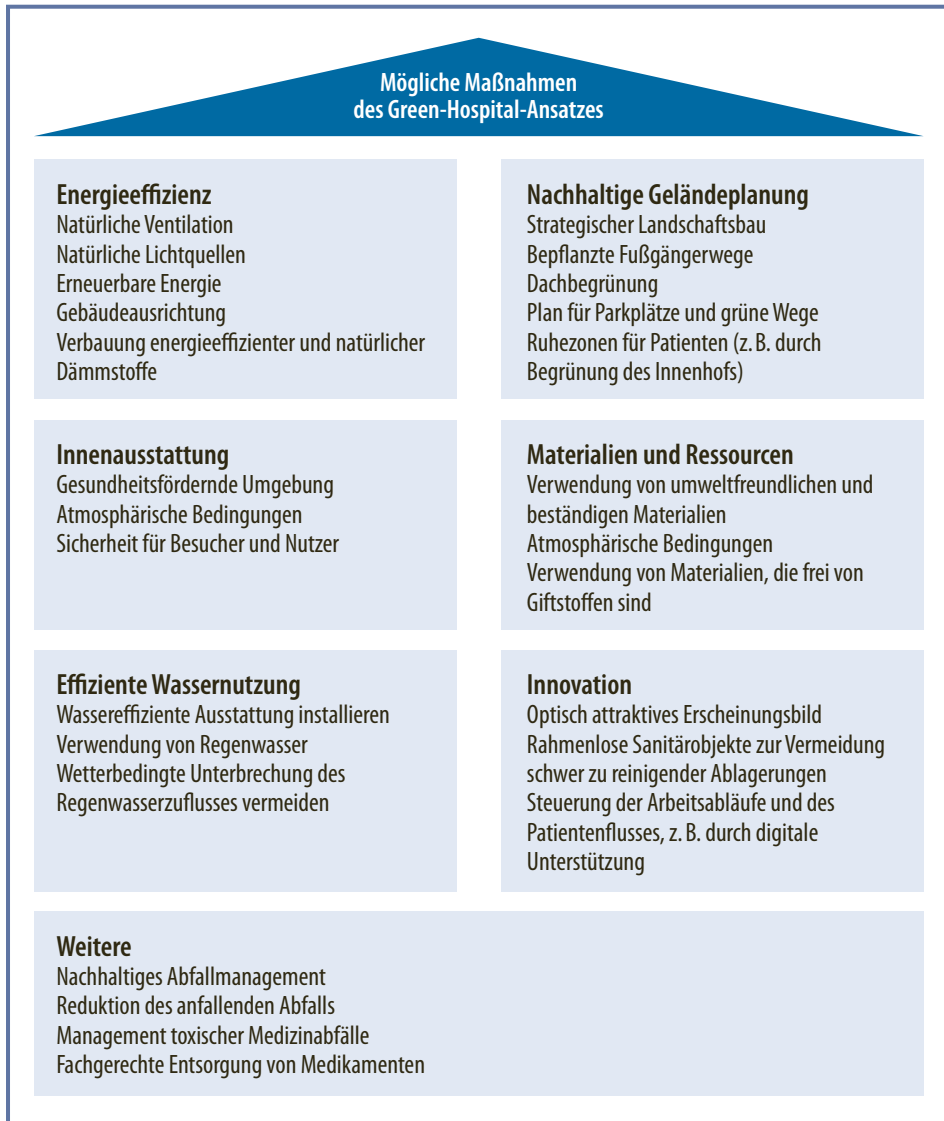 Mögliche Maßnahmen
des Green-Hospital-Ansatzes
Energieeffizienz
Natürliche Ventilation
Natürliche Lichtquellen
Erneuerbare Energie
Gebäudeausrichtung
Verbauung energieeffizienter und natürlicher
Dämmstoffe
Nachhaltige Geländeplanung
Strategischer Landschaftsbau
Bepflanzte Fußgängerwege
Dachbegrünung
Plan für Parkplätze und grüne Wege
Ruhezonen für Patienten (z. B. durch
Begrünung des Innenhofs)
Innenausstattung
Gesundheitsfördernde Umgebung
Atmosphärische Bedingungen
Sicherheit für Besucher und Nutzer
Materialien und Ressourcen
Verwendung von umweltfreundlichen und
beständigen Materialien
Atmosphärische Bedingungen
Verwendung von Materialien, die frei von
Giftstoffen sind
Effiziente Wassernutzung
Wassereffiziente Ausstattung installieren
Verwendung von Regenwasser
Wetterbedingte Unterbrechung des
Regenwasserzuflusses vermeiden
Innovation
Optisch attraktives Erscheinungsbild
Rahmenlose Sanitärobjekte zur Vermeidung
schwer zu reinigender Ablagerungen
Steuerung der Arbeitsabläufe und des
Patientenflusses, z. B. durch digitale
Unterstützung
Weitere
Nachhaltiges Abfallmanagement
Reduktion des anfallenden Abfalls
Management toxischer Medizinabfälle
Fachgerechte Entsorgung von Medikamenten